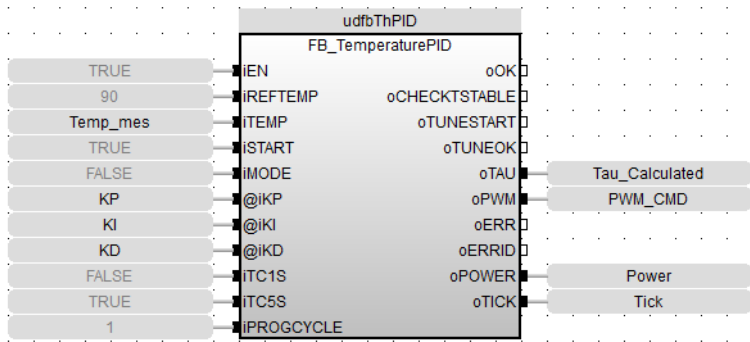 udfbThPID
FB_TemperaturePID
TRUE iEN oOK
90 iREFTEMP oCHECKTSTABLE
Temp_mes iTEMP oTUNESTART
TRUE iSTART oTUNEOK
FALSE iMODE oTAU Tau_Calculated
KP @iKP oPWM PWM_CMD
KI @iKI oERR
KD @iKD oERRID
FALSE iTC1S oPOWER Power
TRUE iTC5S oTICK Tick
1 iPROGCYCLE